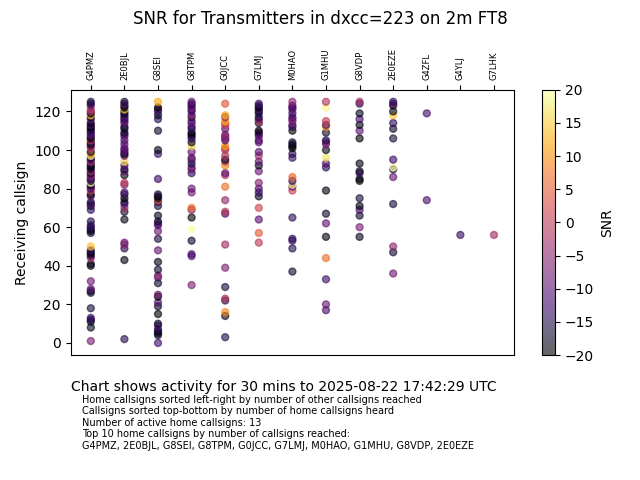 SNR for Transmitters in dxcc=223 on 2m FT8
G4PMZ 2E0BJL G8SEI G8TPM G0JCC G7LMJ M0HAO G1MHU G8VDP 2E0EZE G4ZFL G4YLJ G7LHK
120
100
80
60
40
20
0
Receiving callsign
20
15
10
5
0
−5
−10
−15
−20
SNR
Chart shows activity for 30 mins to 2025-08-22 17:42:29 UTC
Home callsigns sorted left-right by number of other callsigns reached
Callsigns sorted top-bottom by number of home callsigns heard
Number of active home callsigns: 13
Top 10 home callsigns by number of callsigns reached:
G4PMZ, 2E0BJL, G8SEI, G8TPM, G0JCC, G7LMJ, M0HAO, G1MHU, G8VDP, 2E0EZE